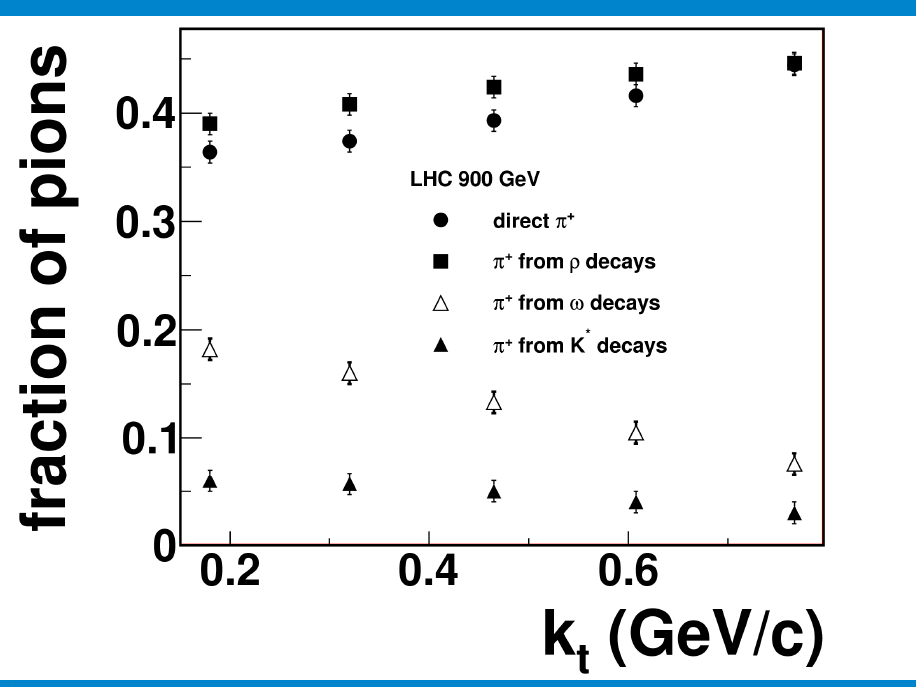 fraction of pions
0.4
0.3
0.2
0.1
0
LHC 900 GeV
direct π⁺
π⁺ from ρ decays
π⁺ from ω decays
π⁺ from K* decays
0.2 0.4 0.6
kₜ (GeV/c)